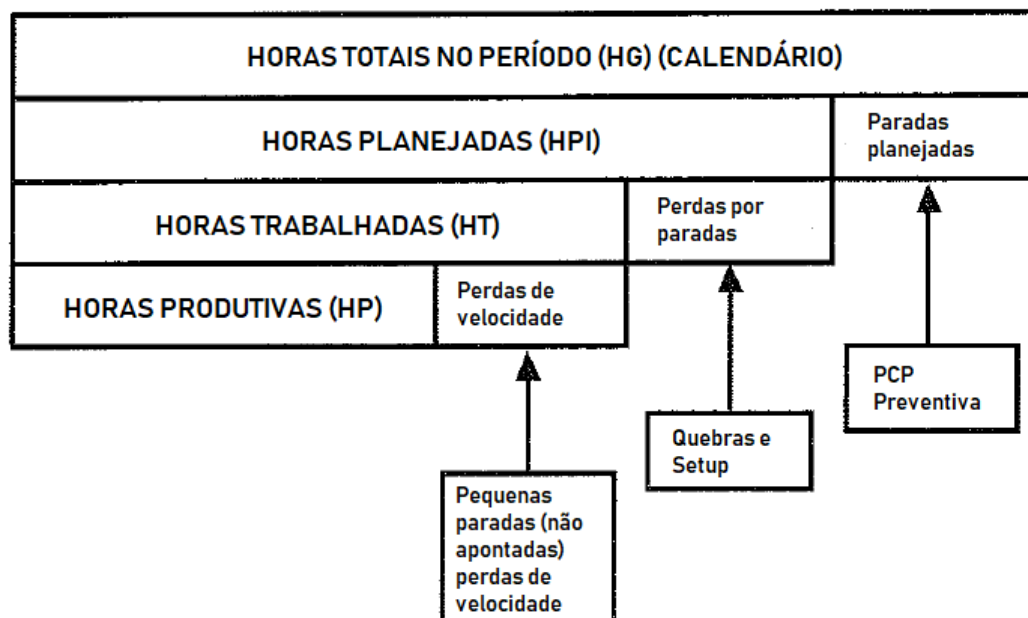 HORAS TOTAIS NO PERÍODO (HG) (CALENDÁRIO)
HORAS PLANEJADAS (HPI)
Paradas
planejadas
HORAS TRABALHADAS (HT)
Perdas por
paradas
HORAS PRODUTIVAS (HP)
Perdas de
velocidade
PCP
Preventiva
Quebras e
Setup
Pequenas
paradas (não
apontadas)
perdas de
velocidade